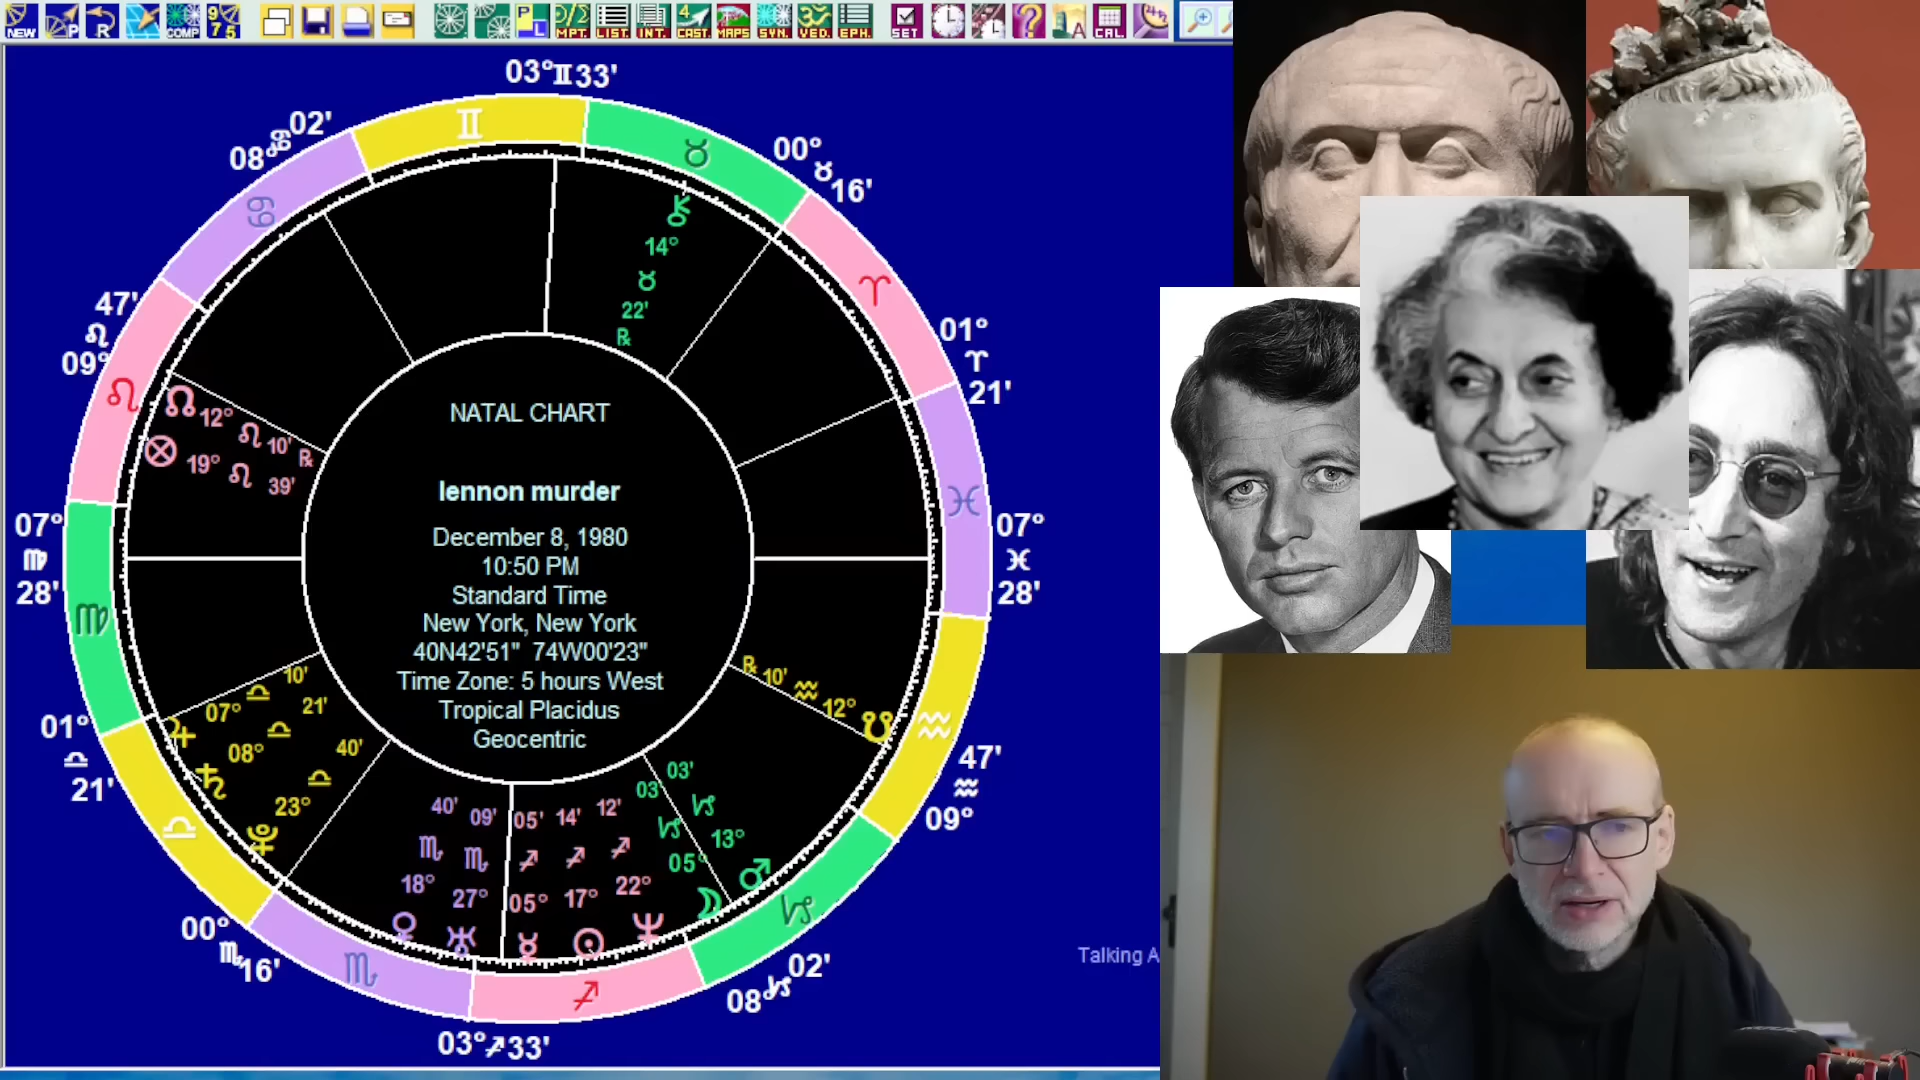 NEW P R COMP 97 75 P L MPT. LIST. INT. CAST. MAPS SYN. VED. EPH. SET A CAL.
03° ♊ 33'
08° ♋ 02'
00° ♉ 16'
47' ♌ 09°
01° ♈ 21'
07° ♍ 28'
07° ♓ 28'
01° ♎ 21'
47' ♒ 09°
00° ♏ 16'
08° ♑ 02'
03° ♐ 33'
14° ♉ 22' ℞
☊ 12° ♌ 10' ℞
⊗ 19° ♌ 39'
NATAL CHART
lennon murder
December 8, 1980
10:50 PM
Standard Time
New York, New York
40N42'51" 74W00'23"
Time Zone: 5 hours West
Tropical Placidus
Geocentric
♃ 07° ♎ 10'
♄ 08° ♎ 21'
♇ 23° ♎ 40'
♀ 18° ♏ 40'
♅ 27° ♏ 09'
☿ 05° ♐ 05'
☉ 17° ♐ 14'
♆ 22° ♐ 12'
☽ 05° ♑ 03'
♂ 13° ♑ 03'
℞ 10' ♒ 12° ☋
Talking A